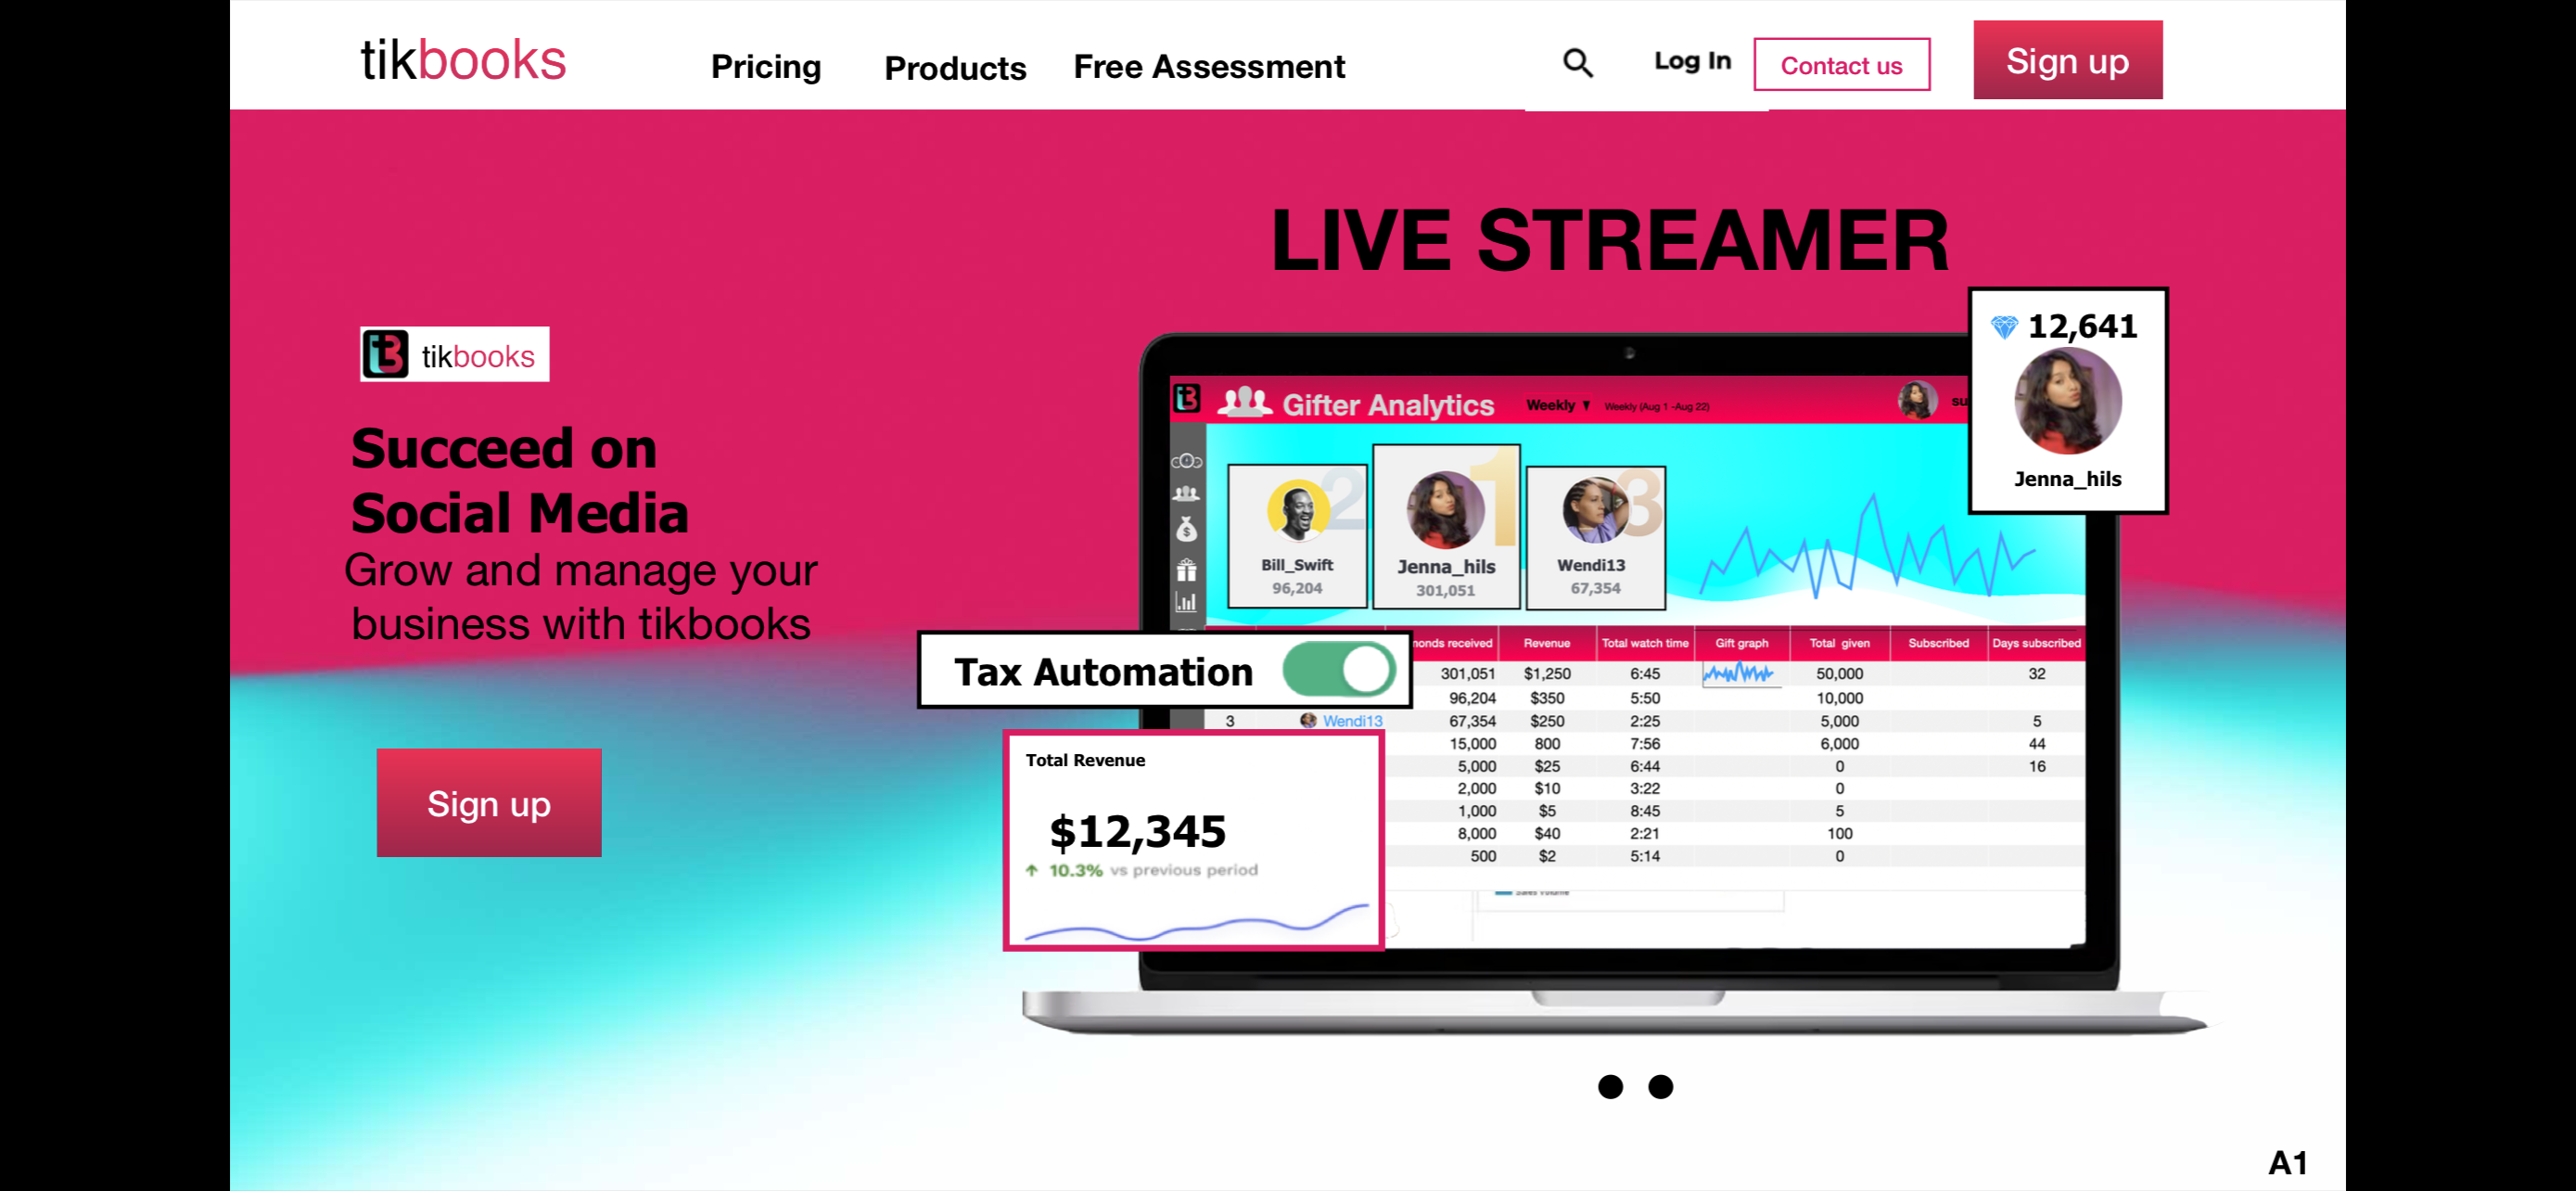 tikbooks
Pricing
Products
Free Assessment
Log In
Contact us
Sign up
LIVE STREAMER
tikbooks
Succeed on
Social Media
Grow and manage your
business with tikbooks
Sign up
12,641
Jenna_hils
Gifter Analytics
Weekly ▼
Weekly (Aug 1 -Aug 22)
su
2
Bill_Swift
96,204
1
Jenna_hils
301,051
3
Wendi13
67,354
Tax Automation
onds received Revenue Total watch time Gift graph Total given Subscribed Days subscribed
301,051 $1,250 6:45 50,000 32
96,204 $350 5:50 10,000
3 Wendi13 67,354 $250 2:25 5,000 5
15,000 800 7:56 6,000 44
5,000 $25 6:44 0 16
2,000 $10 3:22 0
1,000 $5 8:45 5
8,000 $40 2:21 100
500 $2 5:14 0
Total Revenue
$12,345
10.3% vs previous period
A1